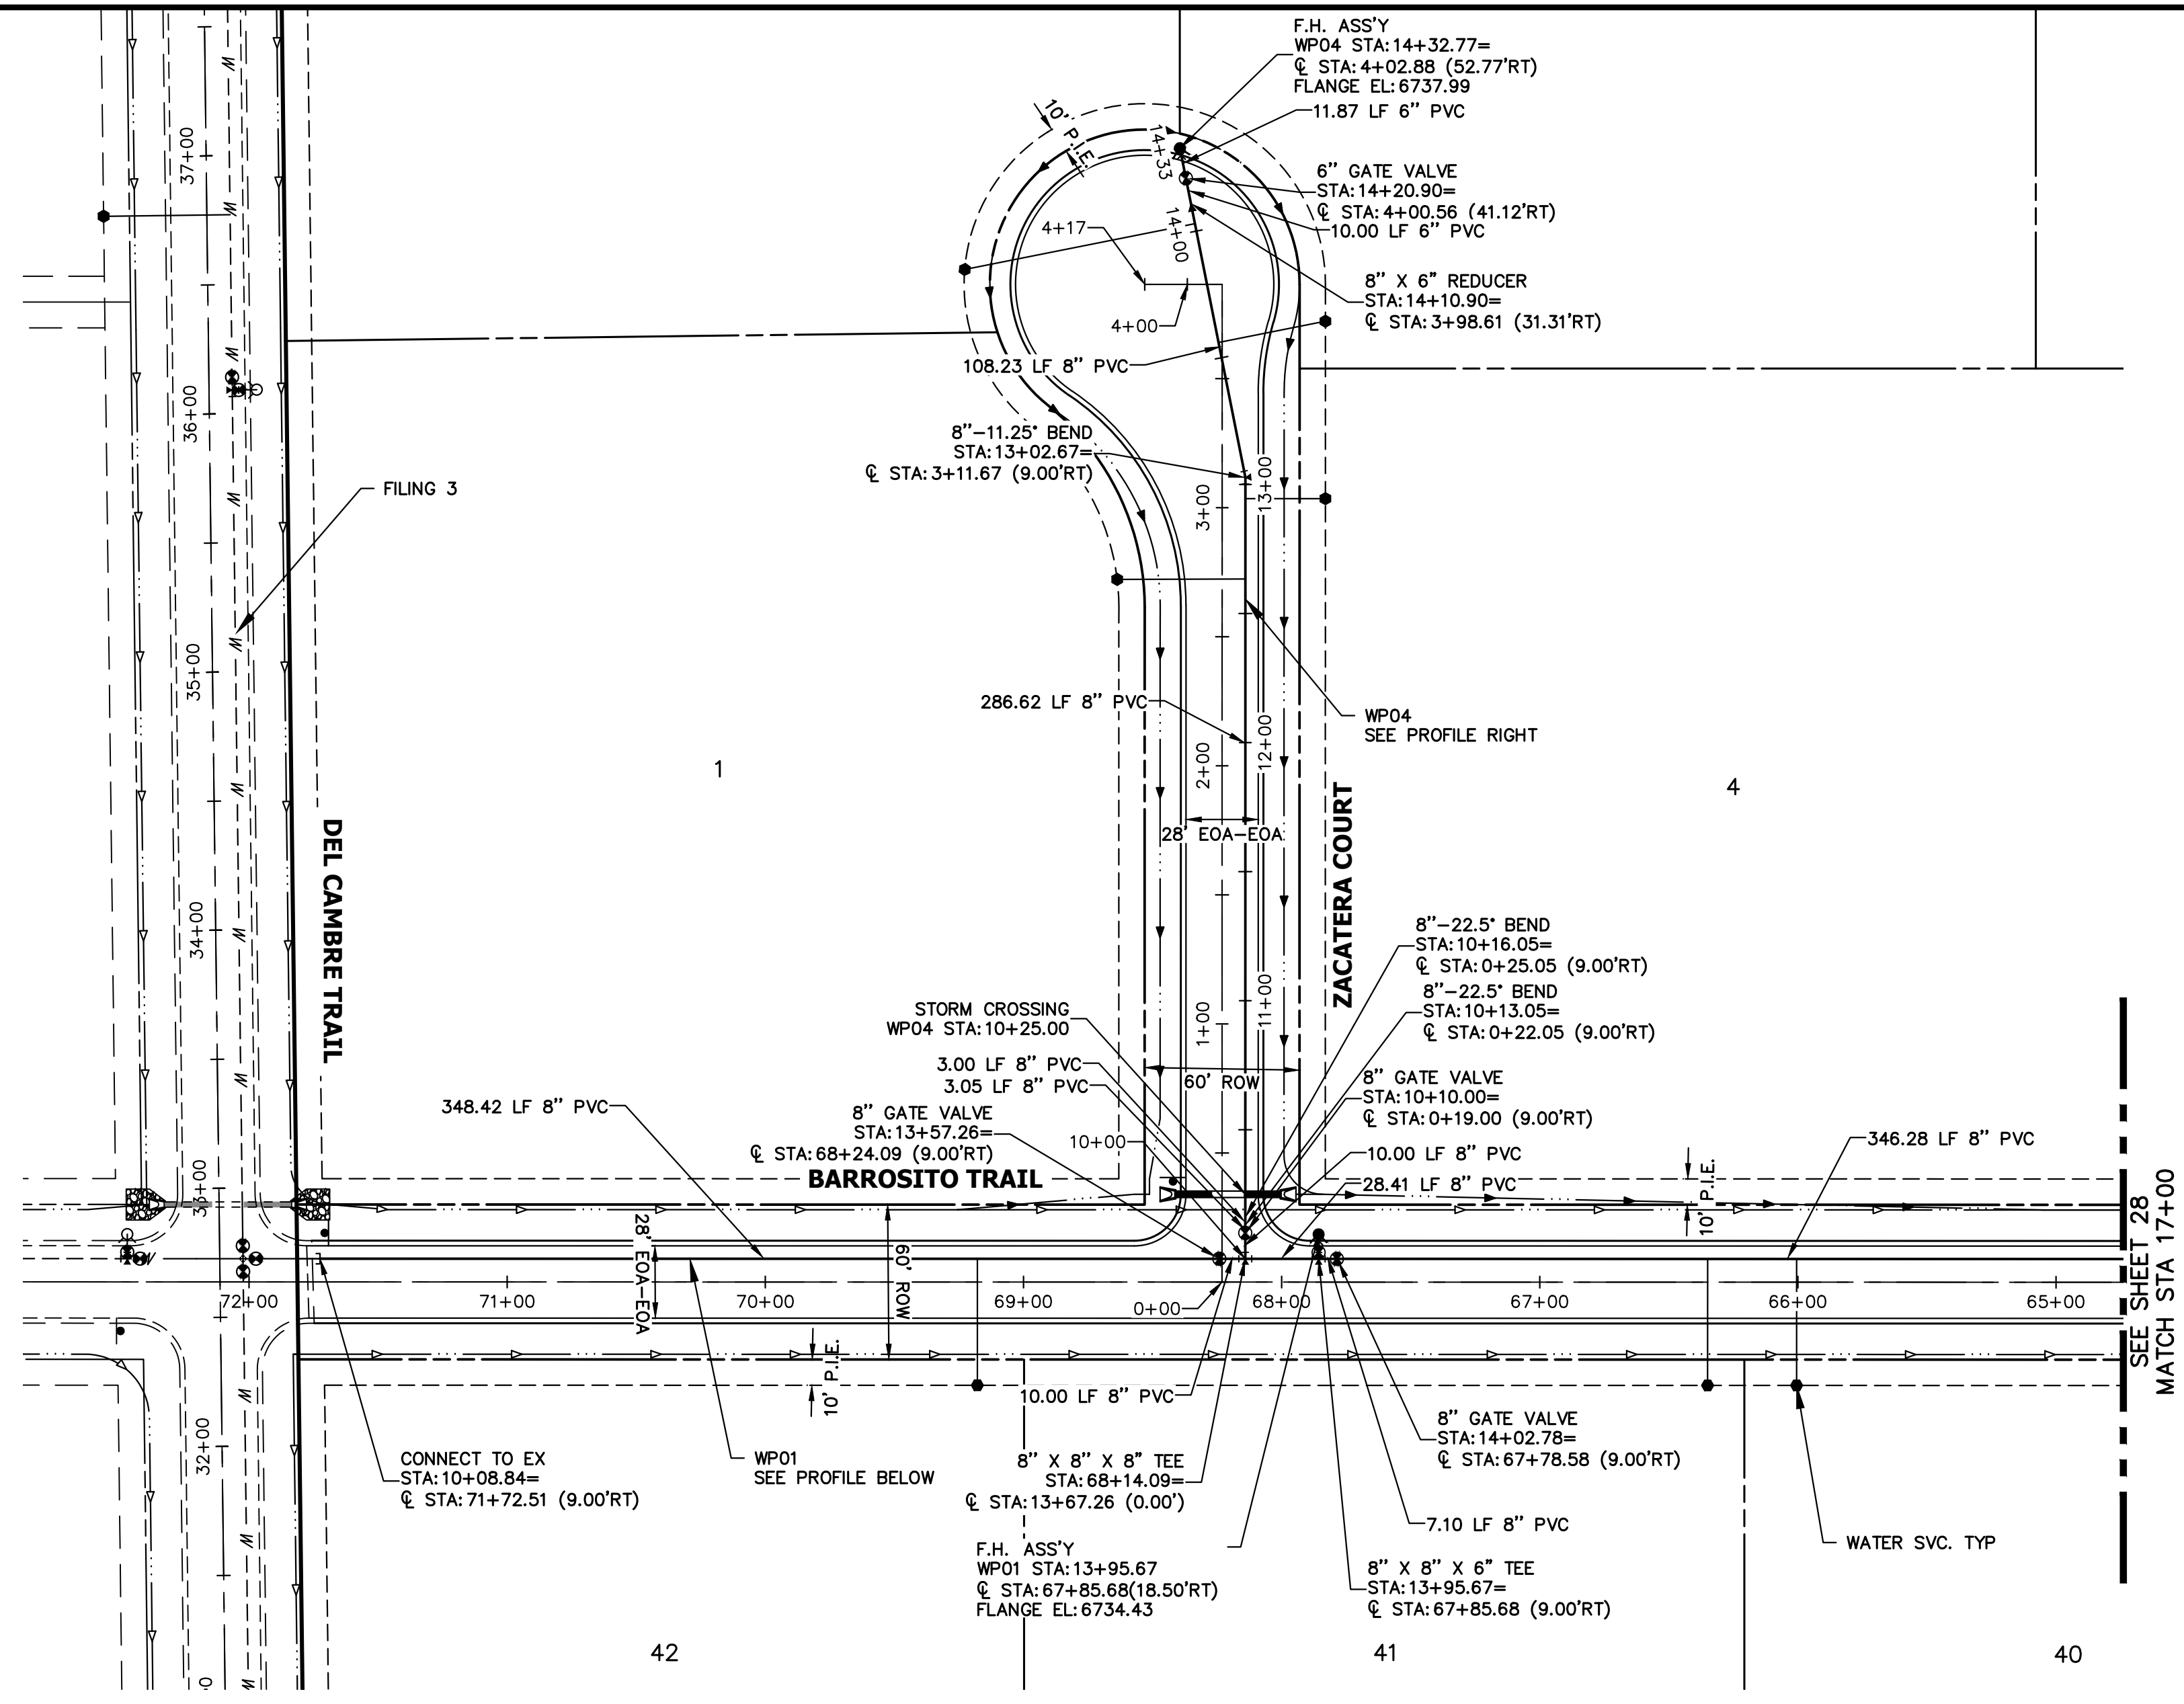 F.H. ASS'Y
WP04 STA:14+32.77=
℄ STA:4+02.88 (52.77'RT)
FLANGE EL:6737.99
11.87 LF 6" PVC
10' P.I.E.
14+33
6" GATE VALVE
STA:14+20.90=
℄ STA:4+00.56 (41.12'RT)
10.00 LF 6" PVC
37+00
14+00
4+17
8" X 6" REDUCER
STA:14+10.90=
℄ STA:3+98.61 (31.31'RT)
4+00
108.23 LF 8" PVC
36+00
8"-11.25° BEND
STA:13+02.67=
℄ STA:3+11.67 (9.00'RT)
FILING 3
3+00
13+00
35+00
286.62 LF 8" PVC
WP04
SEE PROFILE RIGHT
12+00
2+00
1
4
28' EOA-EOA
DEL CAMBRE TRAIL
ZACATERA COURT
34+00
8"-22.5° BEND
STA:10+16.05=
℄ STA:0+25.05 (9.00'RT)
8"-22.5° BEND
STA:10+13.05=
℄ STA:0+22.05 (9.00'RT)
STORM CROSSING
WP04 STA:10+25.00
1+00
11+00
3.00 LF 8" PVC
3.05 LF 8" PVC
60' ROW
8" GATE VALVE
STA:10+10.00=
℄ STA:0+19.00 (9.00'RT)
348.42 LF 8" PVC
8" GATE VALVE
STA:13+57.26=
℄ STA:68+24.09 (9.00'RT)
10+00
346.28 LF 8" PVC
10.00 LF 8" PVC
28.41 LF 8" PVC
BARROSITO TRAIL
33+00
10' P.I.E.
28' EOA-EOA
60' ROW
72+00
71+00
70+00
69+00
0+00
68+00
67+00
66+00
65+00
SEE SHEET 28
MATCH STA 17+00
10' P.I.E.
10.00 LF 8" PVC
32+00
CONNECT TO EX
STA:10+08.84=
℄ STA:71+72.51 (9.00'RT)
WP01
SEE PROFILE BELOW
8" X 8" X 8" TEE
STA:68+14.09=
℄ STA:13+67.26 (0.00')
8" GATE VALVE
STA:14+02.78=
℄ STA:67+78.58 (9.00'RT)
7.10 LF 8" PVC
WATER SVC. TYP
F.H. ASS'Y
WP01 STA:13+95.67
℄ STA:67+85.68(18.50'RT)
FLANGE EL:6734.43
8" X 8" X 6" TEE
STA:13+95.67=
℄ STA:67+85.68 (9.00'RT)
42
41
40